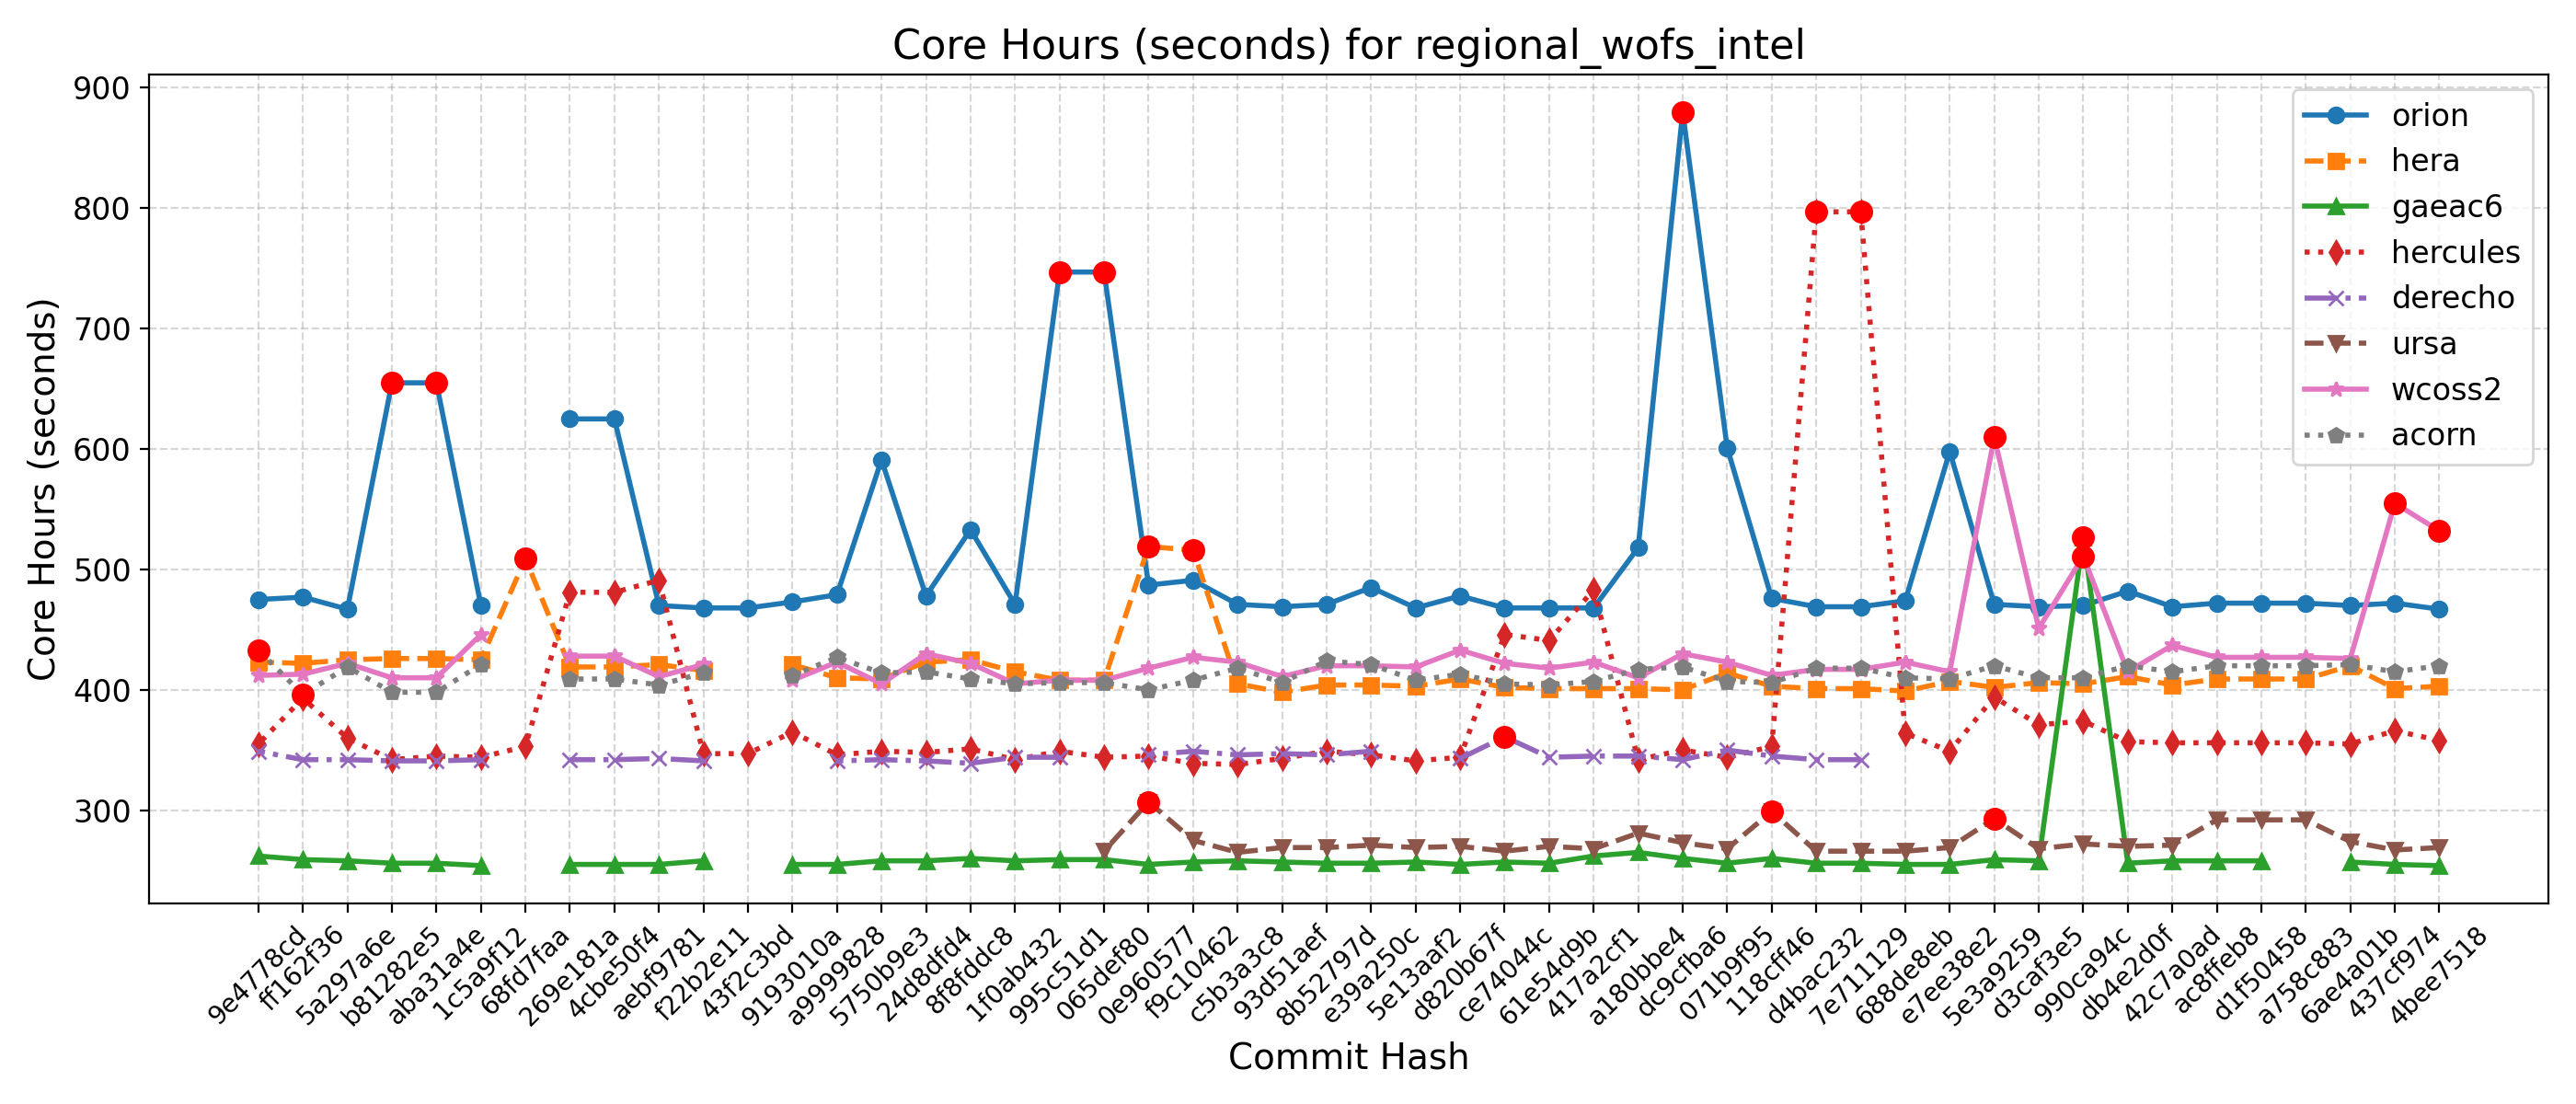 Core Hours (seconds) for regional_wofs_intel
Core Hours (seconds)
900
800
700
600
500
400
300
orion
hera
gaeac6
hercules
derecho
ursa
wcoss2
acorn
9e4778cd
ff162f36
5a297a6e
b81282e5
aba31a4e
1c5a9f12
68fd7faa
269e181a
4cbe50f4
aebf9781
f22b2e11
43f2c3bd
9193010a
a9999828
5750b9e3
24d8dfd4
8f8fddc8
1f0ab432
995c51d1
065def80
0e960577
f9c10462
c5b3a3c8
93d51aef
8b52797d
e39a250c
5e13aaf2
d820b67f
ce74044c
61e54d9b
417a2cf1
a180bbe4
dc9cfba6
071b9f95
118cff46
d4bac232
7e711129
688de8eb
e7ee38e2
5e3a9259
d3caf3e5
990ca94c
db4e2d0f
42c7a0ad
ac8ffeb8
d1f50458
a758c883
6ae4a01b
437cf974
4bee7518
Commit Hash